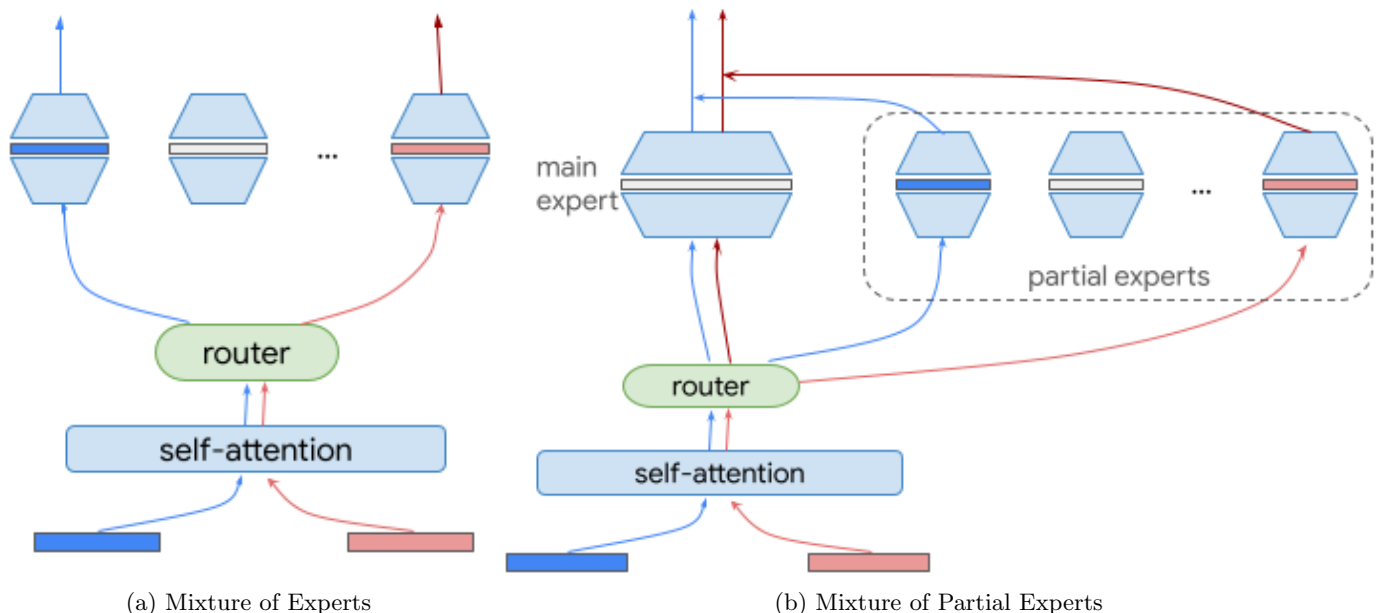 ...
router
self-attention
(a) Mixture of Experts
main
expert
...
partial experts
router
self-attention
(b) Mixture of Partial Experts